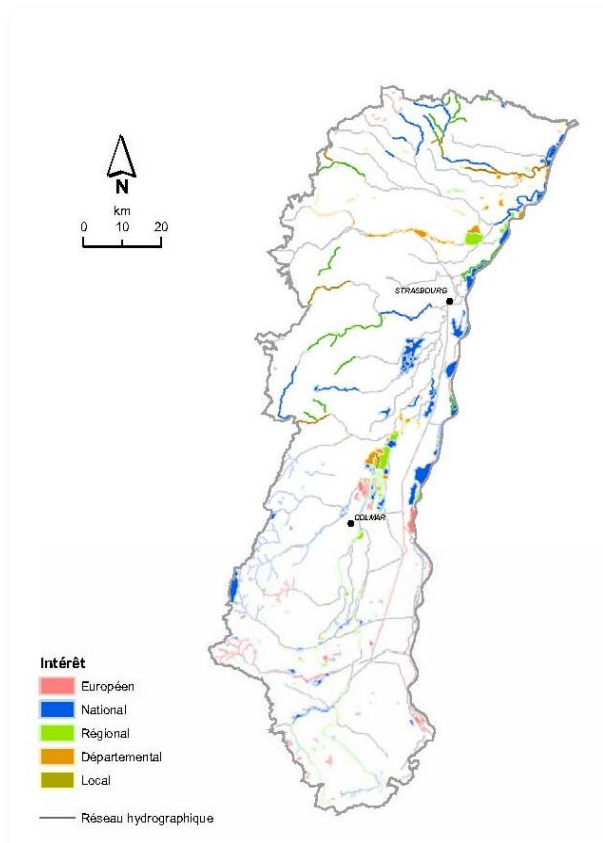 N
km
0 10 20
STRASBOURG
COLMAR
Intérêt
Européen
National
Régional
Départemental
Local
Réseau hydrographique